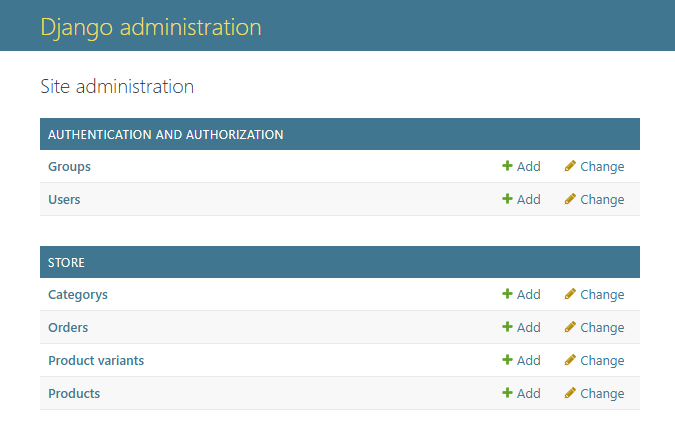 Django administration
Site administration
AUTHENTICATION AND AUTHORIZATION
Groups Add Change
Users Add Change
STORE
Categorys Add Change
Orders Add Change
Product variants Add Change
Products Add Change